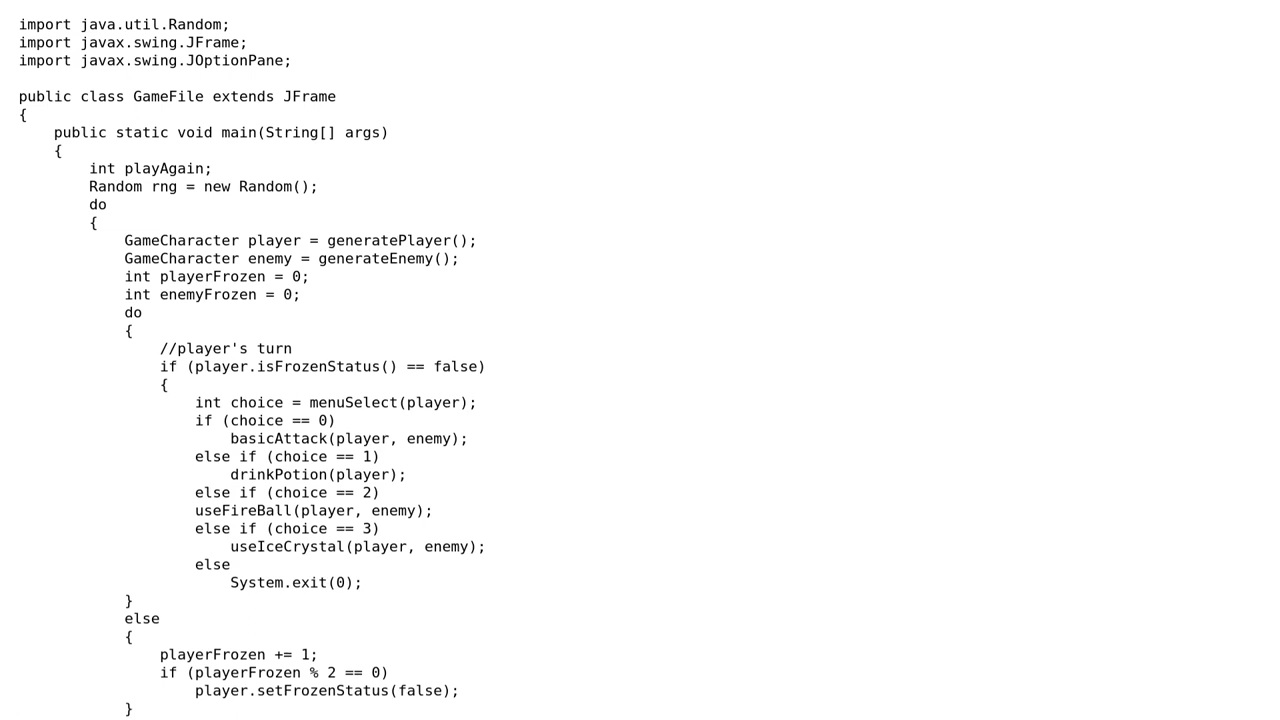 import java.util.Random;
import javax.swing.JFrame;
import javax.swing.JOptionPane;

public class GameFile extends JFrame
{
    public static void main(String[] args)
    {
        int playAgain;
        Random rng = new Random();
        do
        {
            GameCharacter player = generatePlayer();
            GameCharacter enemy = generateEnemy();
            int playerFrozen = 0;
            int enemyFrozen = 0;
            do
            {
                //player's turn
                if (player.isFrozenStatus() == false)
                {
                    int choice = menuSelect(player);
                    if (choice == 0)
                        basicAttack(player, enemy);
                    else if (choice == 1)
                        drinkPotion(player);
                    else if (choice == 2)
                    useFireBall(player, enemy);
                    else if (choice == 3)
                        useIceCrystal(player, enemy);
                    else
                        System.exit(0);
            }
            else
            {
                playerFrozen += 1;
                if (playerFrozen % 2 == 0)
                    player.setFrozenStatus(false);
            }